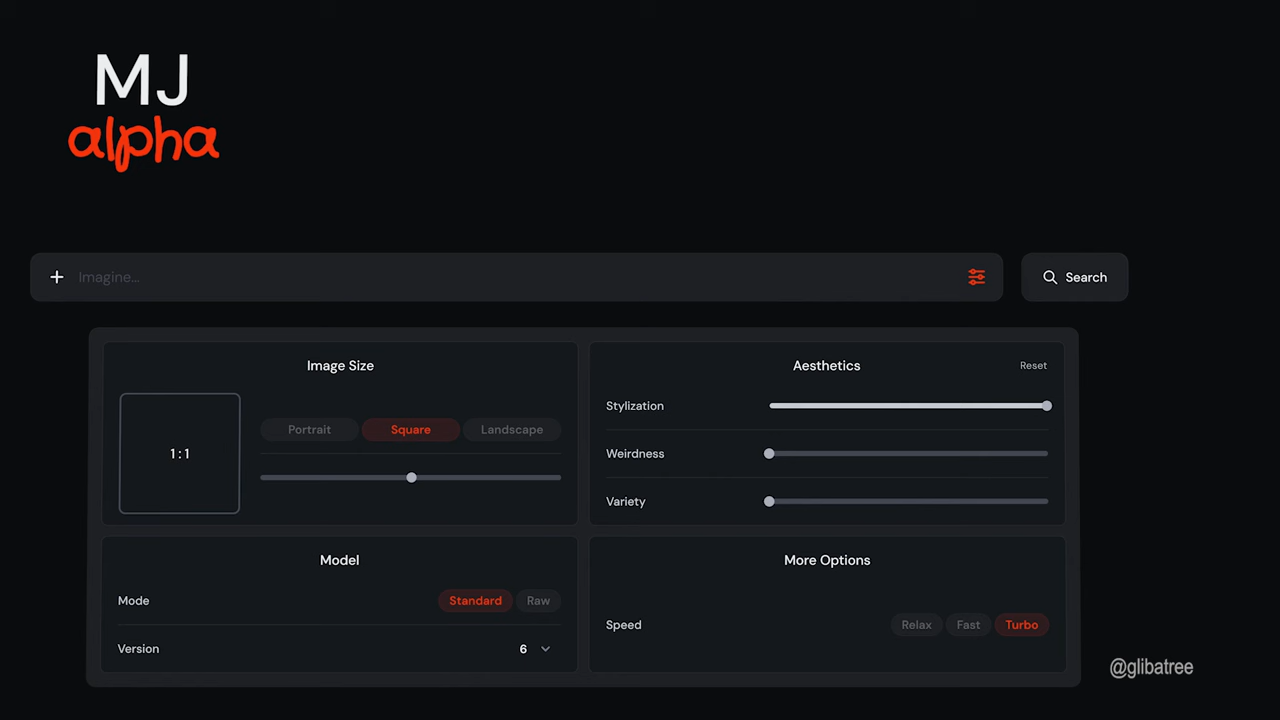 MJ
alpha
Imagine...
Search
Image Size
1:1
Portrait Square Landscape
Aesthetics
Reset
Stylization
Weirdness
Variety
Model
Mode Standard Raw
Version 6
More Options
Speed Relax Fast Turbo
@glibatree